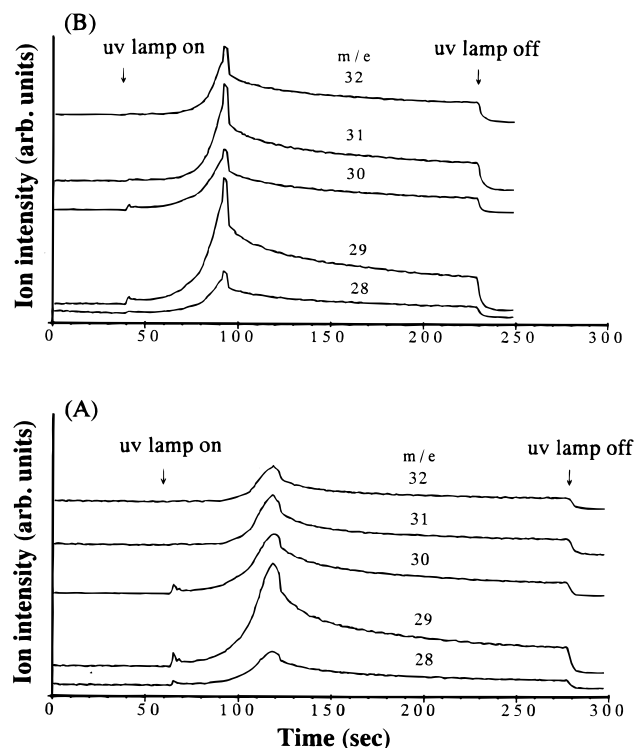 (B)
uv lamp on
m/e
uv lamp off
32
31
30
29
28
Ion intensity (arb. units)
0 50 100 150 200 250 300
(A)
uv lamp on
m/e
uv lamp off
32
31
30
29
28
Ion intensity (arb. units)
0 50 100 150 200 250 300
Time (sec)